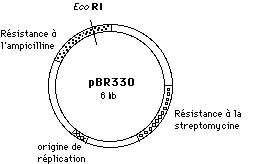 Eco RI
Résistance à
l'ampicilline
pBR330
6 kb
Résistance à la
streptomycine
origine de
réplication